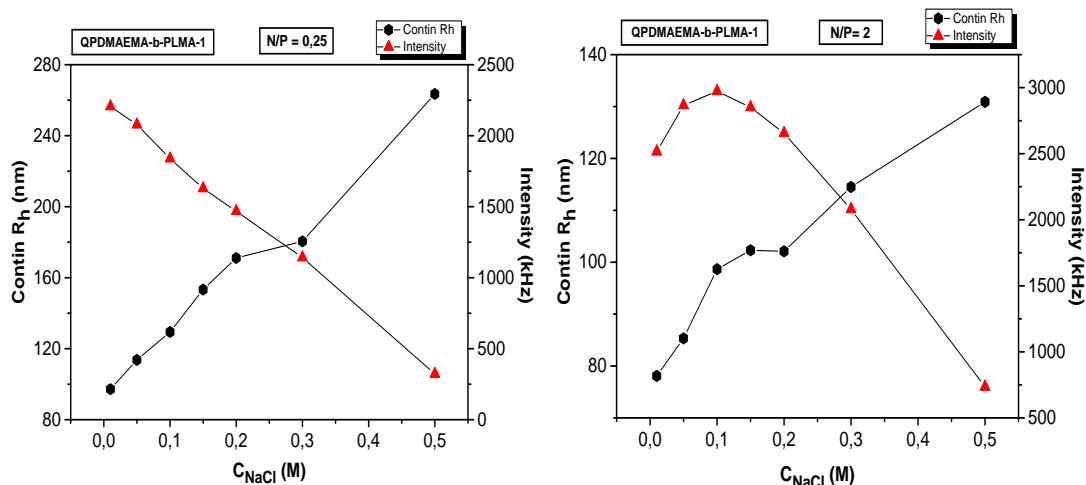 QPDMAEMA-b-PLMA-1
N/P = 0,25
Contin Rh
Intensity
280
240
200
160
120
80
2500
2000
1500
1000
500
0
0,0 0,1 0,2 0,3 0,4 0,5
Contin Rh (nm)
Intensity (kHz)
CNaCl (M)
QPDMAEMA-b-PLMA-1
N/P= 2
Contin Rh
Intensity
140
120
100
80
3000
2500
2000
1500
1000
500
0,0 0,1 0,2 0,3 0,4 0,5
Contin Rh (nm)
Intensity (kHz)
CNaCl (M)